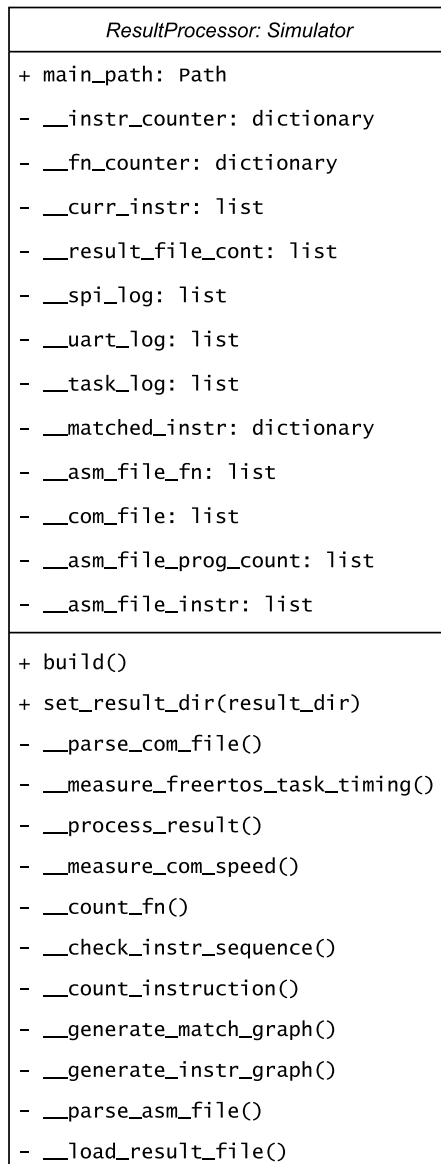 ResultProcessor: Simulator
+ main_path: Path
- __instr_counter: dictionary
- __fn_counter: dictionary
- __curr_instr: list
- __result_file_cont: list
- __spi_log: list
- __uart_log: list
- __task_log: list
- __matched_instr: dictionary
- __asm_file_fn: list
- __com_file: list
- __asm_file_prog_count: list
- __asm_file_instr: list
+ build()
+ set_result_dir(result_dir)
- __parse_com_file()
- __measure_freertos_task_timing()
- __process_result()
- __measure_com_speed()
- __count_fn()
- __check_instr_sequence()
- __count_instruction()
- __generate_match_graph()
- __generate_instr_graph()
- __parse_asm_file()
- __load_result_file()